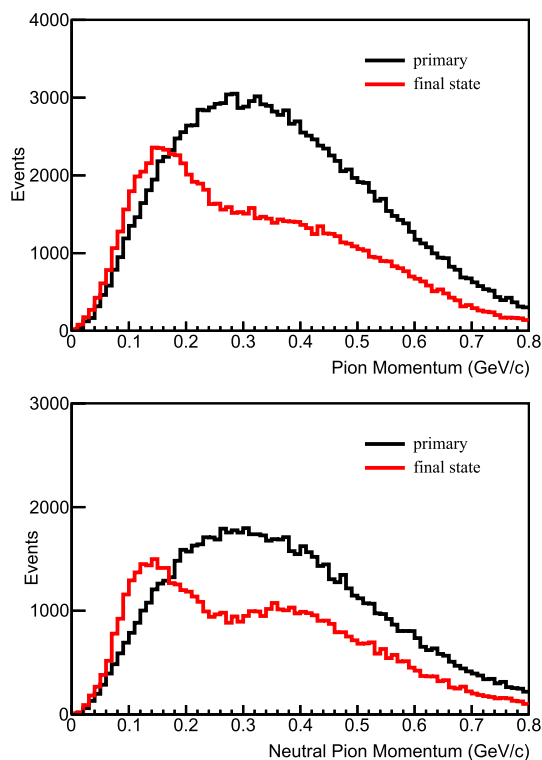 4000
3000
2000
1000
0
Events
primary
final state
0 0.1 0.2 0.3 0.4 0.5 0.6 0.7 0.8
Pion Momentum (GeV/c)
3000
2000
1000
0
Events
primary
final state
0 0.1 0.2 0.3 0.4 0.5 0.6 0.7 0.8
Neutral Pion Momentum (GeV/c)